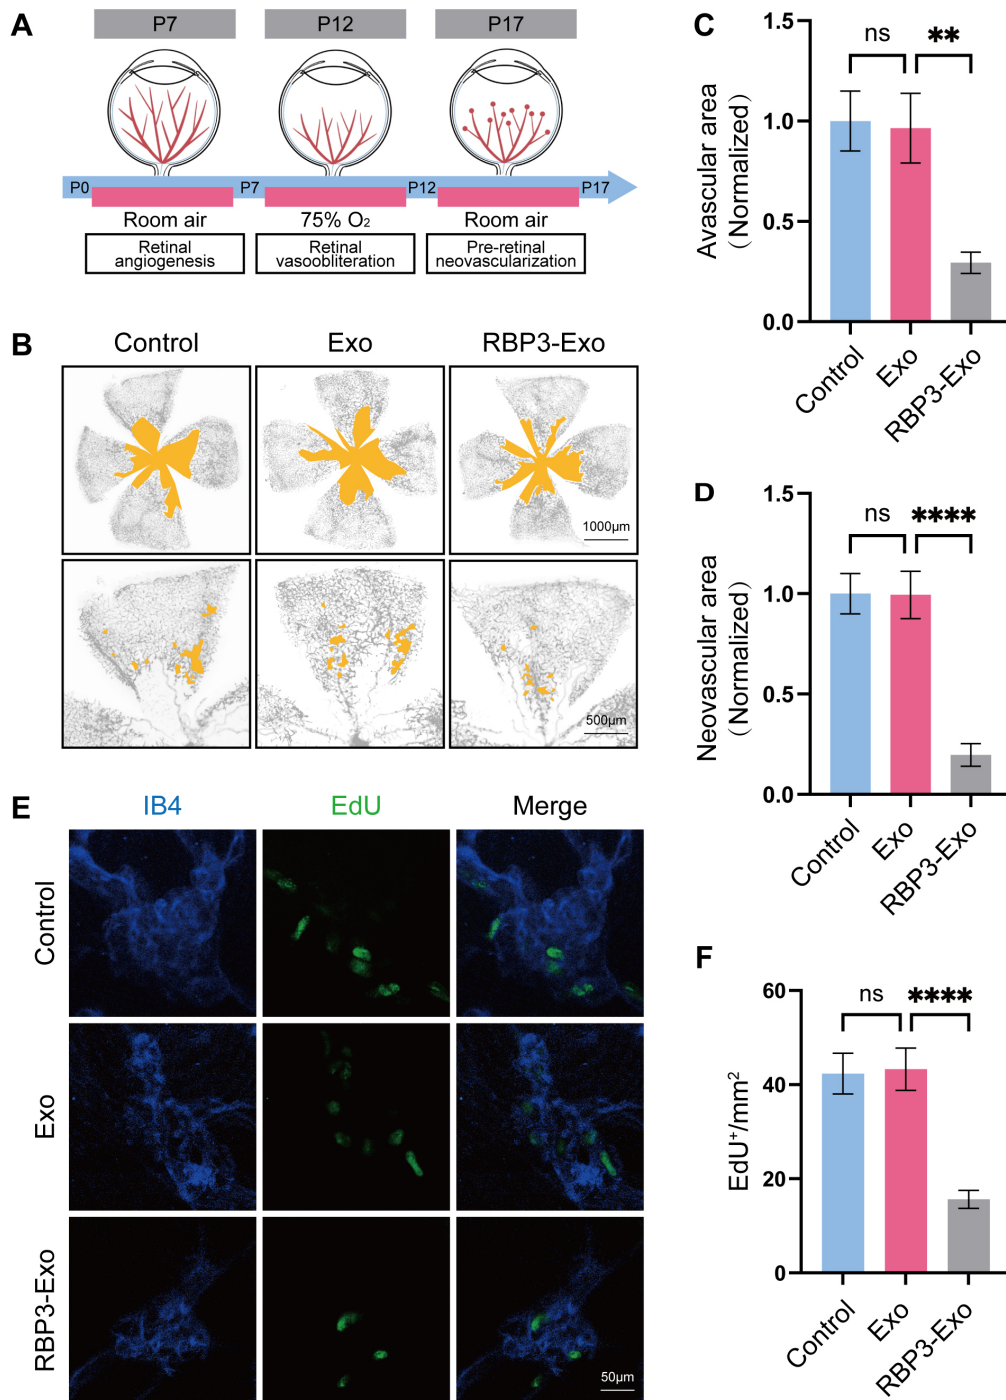 A
P7
P12
P17
P0
P7
P12
P17
Room air
75% O₂
Room air
Retinal
angiogenesis
Retinal
vasoobliteration
Pre-retinal
neovascularization
B
Control
Exo
RBP3-Exo
1000μm
500μm
C
Avascular area
(Normalized)
1.5
1.0
0.5
0.0
ns
**
Control
Exo
RBP3-Exo
D
Neovascular area
(Normalized)
1.5
1.0
0.5
0.0
ns
****
Control
Exo
RBP3-Exo
E
IB4
EdU
Merge
Control
Exo
RBP3-Exo
50μm
F
EdU⁺/mm²
60
40
20
0
ns
****
Control
Exo
RBP3-Exo